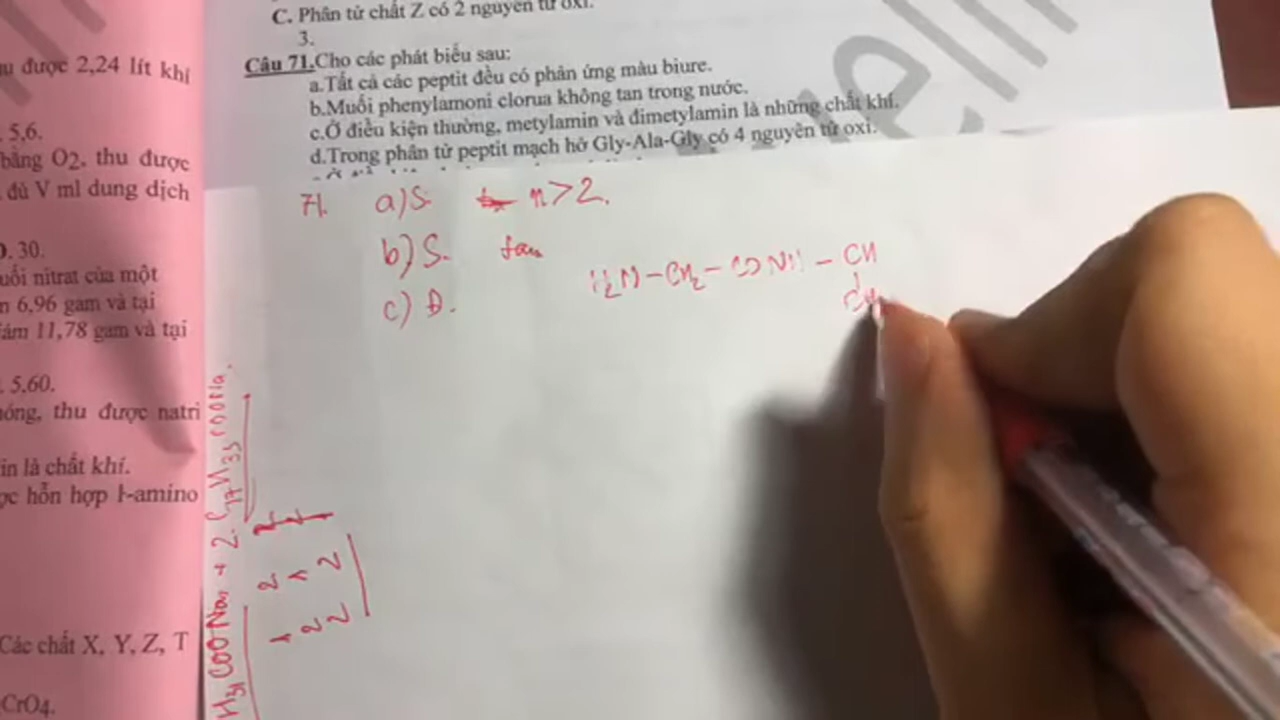 C. Phân tử chất Z có 2 nguyên tử oxi.
3.
Câu 71.Cho các phát biểu sau:
a.Tất cả các peptit đều có phản ứng màu biure.
b.Muối phenylamoni clorua không tan trong nước.
c.Ở điều kiện thường, metylamin và đimetylamin là những chất khí.
d.Trong phân tử peptit mạch hở Gly-Ala-Gly có 4 nguyên tử oxi.
được 2,24 lít khí
5,6.
bằng O2, thu được
đủ V ml dung dịch
30.
muối nitrat của một
6,96 gam và tại
11,78 gam và tại
5,60.
thu được natri
in là chất khí.
hỗn hợp
Các chất X, Y, Z, T
CrO4.
71. a)S. n>2.
b)S. tan
c) Đ.
H2N-CH2-CONH-CH
H31COONa + 2.C17H33COONa.